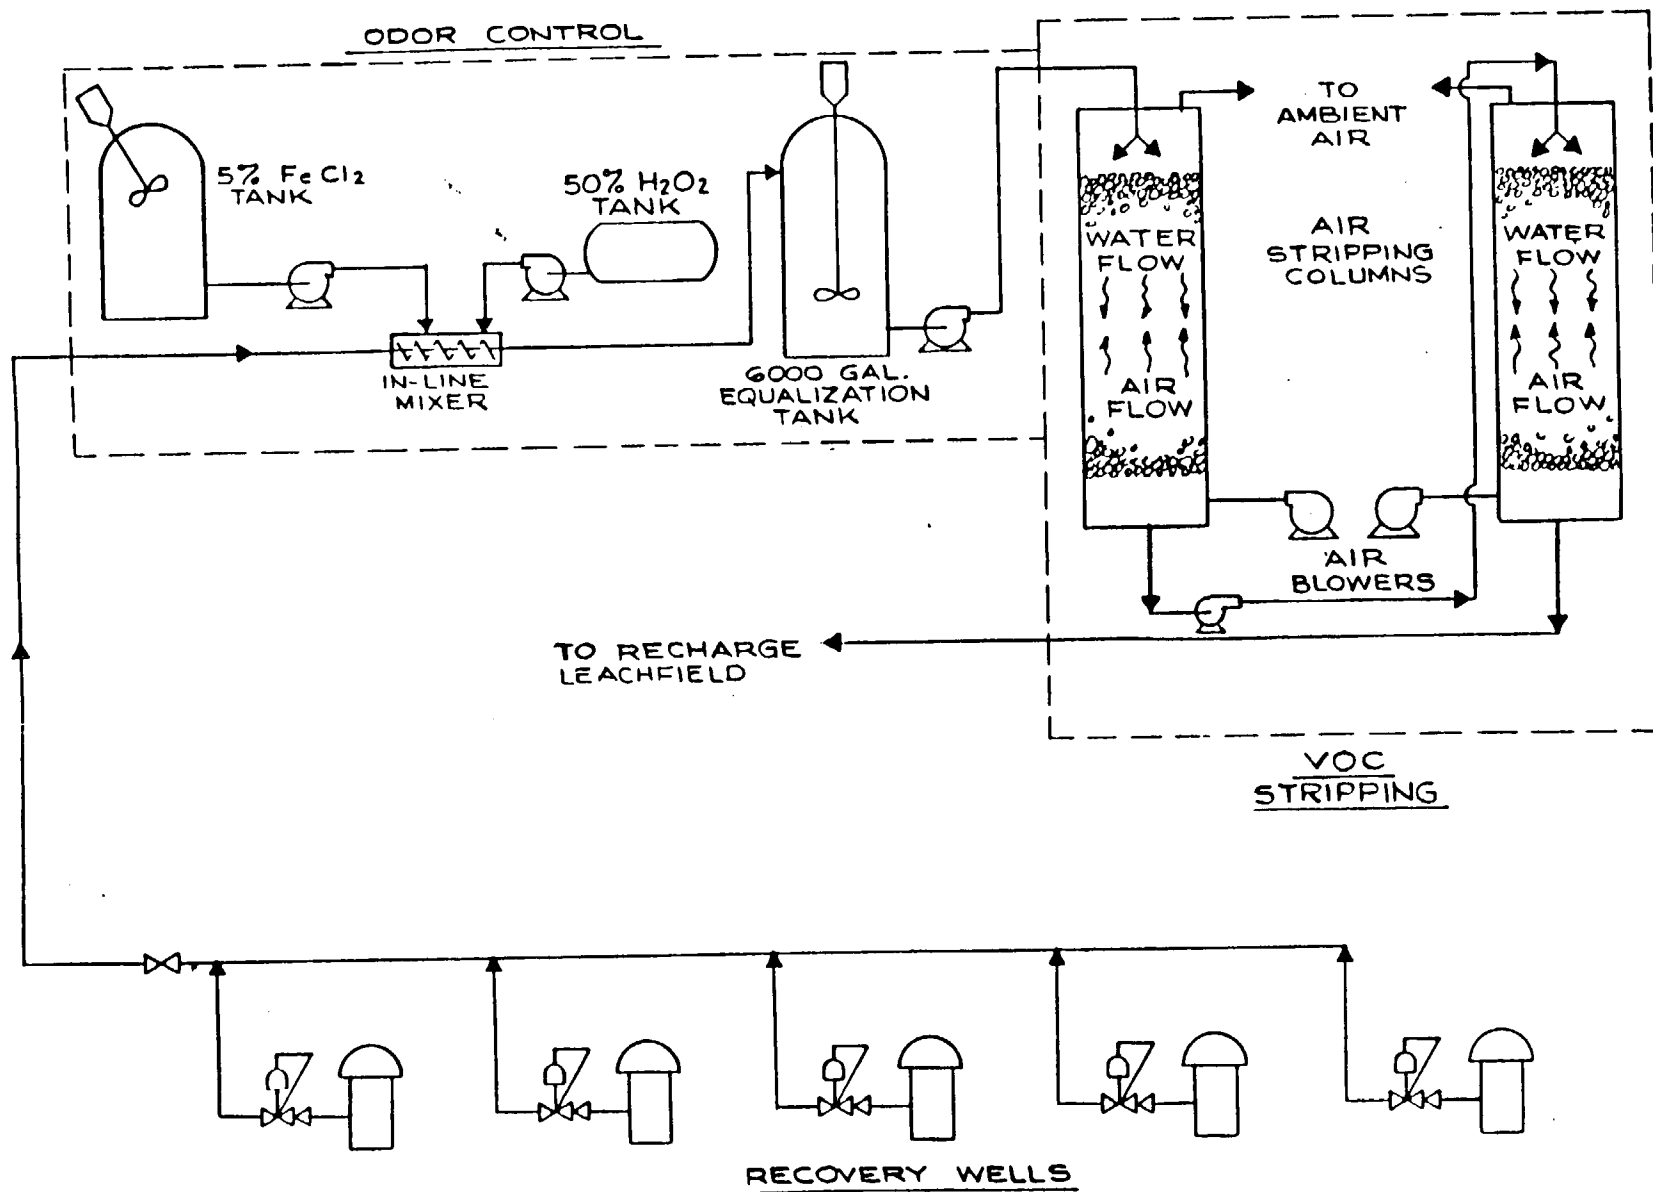 ODOR CONTROL
5% FeCl2
TANK
50% H2O2
TANK
IN-LINE
MIXER
6000 GAL.
EQUALIZATION
TANK
TO
AMBIENT
AIR
WATER
FLOW
AIR
FLOW
AIR
STRIPPING
COLUMNS
WATER
FLOW
AIR
FLOW
AIR
BLOWERS
TO RECHARGE
LEACHFIELD
VOC
STRIPPING
RECOVERY WELLS